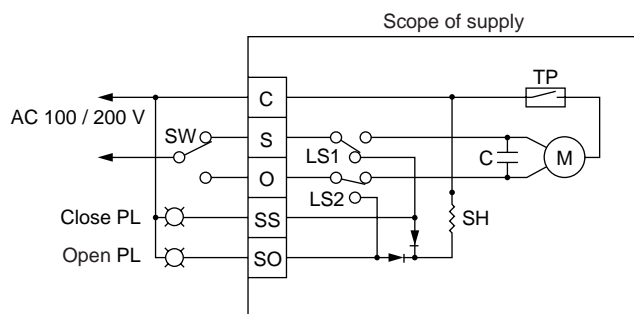 Scope of supply
TP
C
AC 100 / 200 V
SW
S
LS1
C
M
O
LS2
Close PL
SS
SH
Open PL
SO